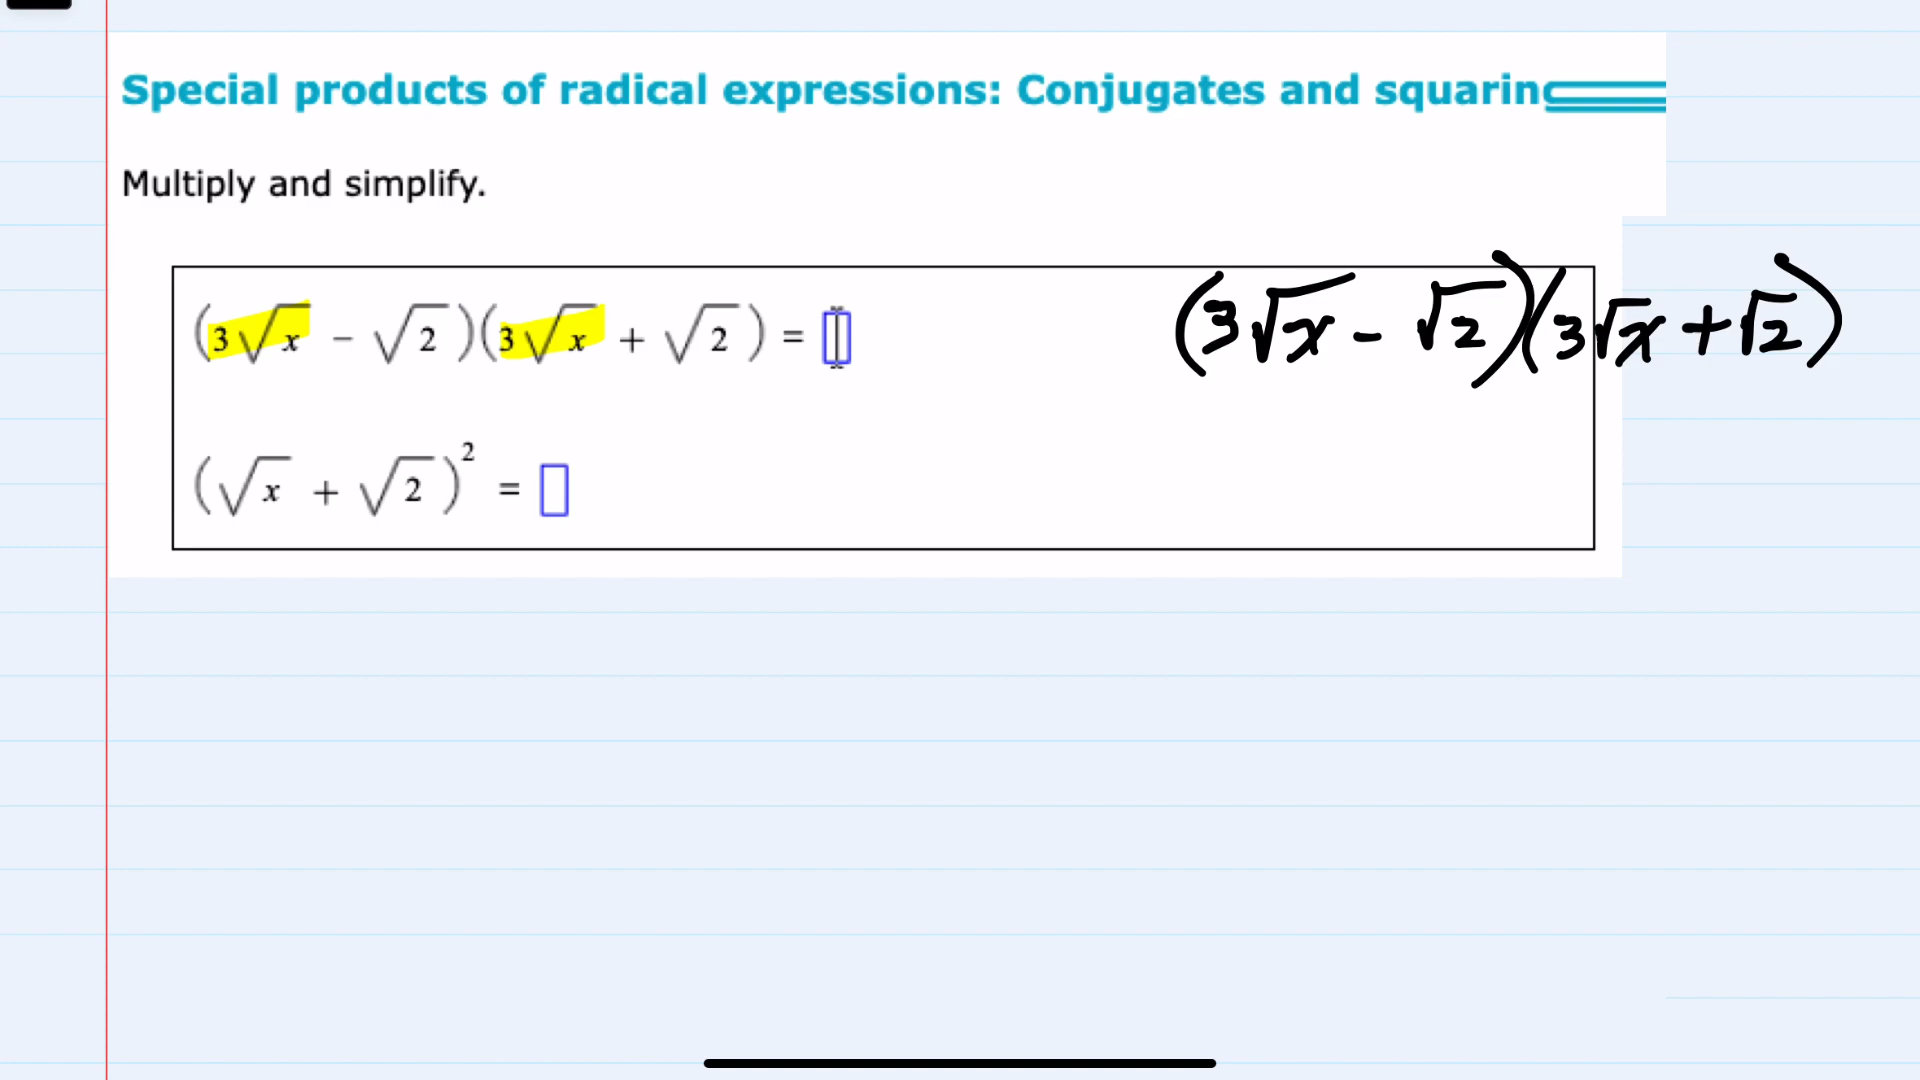 Special products of radical expressions: Conjugates and squarin
Multiply and simplify.
(3√x − √2)(3√x + √2) = (3√x − √2)(3√x + √2)
(√x + √2)² =